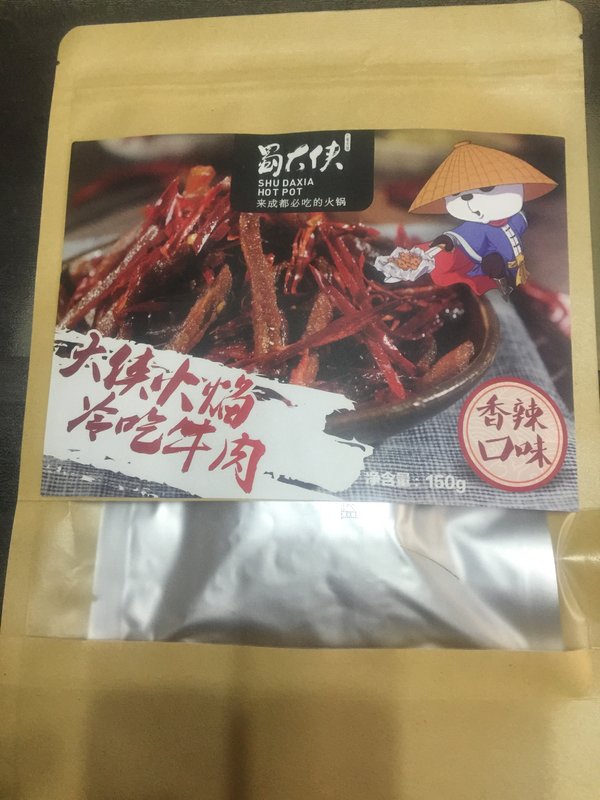 蜀大侠
SHU DAXIA
HOT POT
来成都必吃的火锅
大侠火焰
冷吃牛肉
香辣
口味
净含量：160g